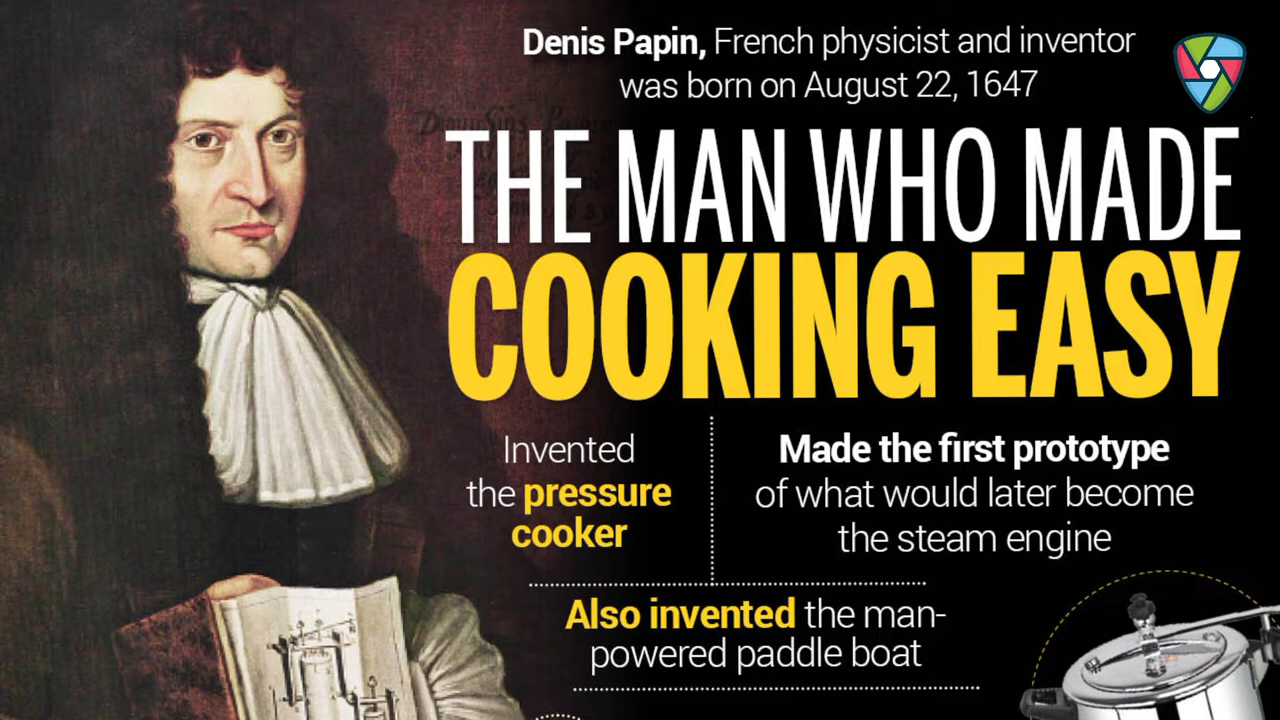 Denis Papin, French physicist and inventor
was born on August 22, 1647
THE MAN WHO MADE
COOKING EASY
Invented
the pressure
cooker
Made the first prototype
of what would later become
the steam engine
Also invented the man-
powered paddle boat